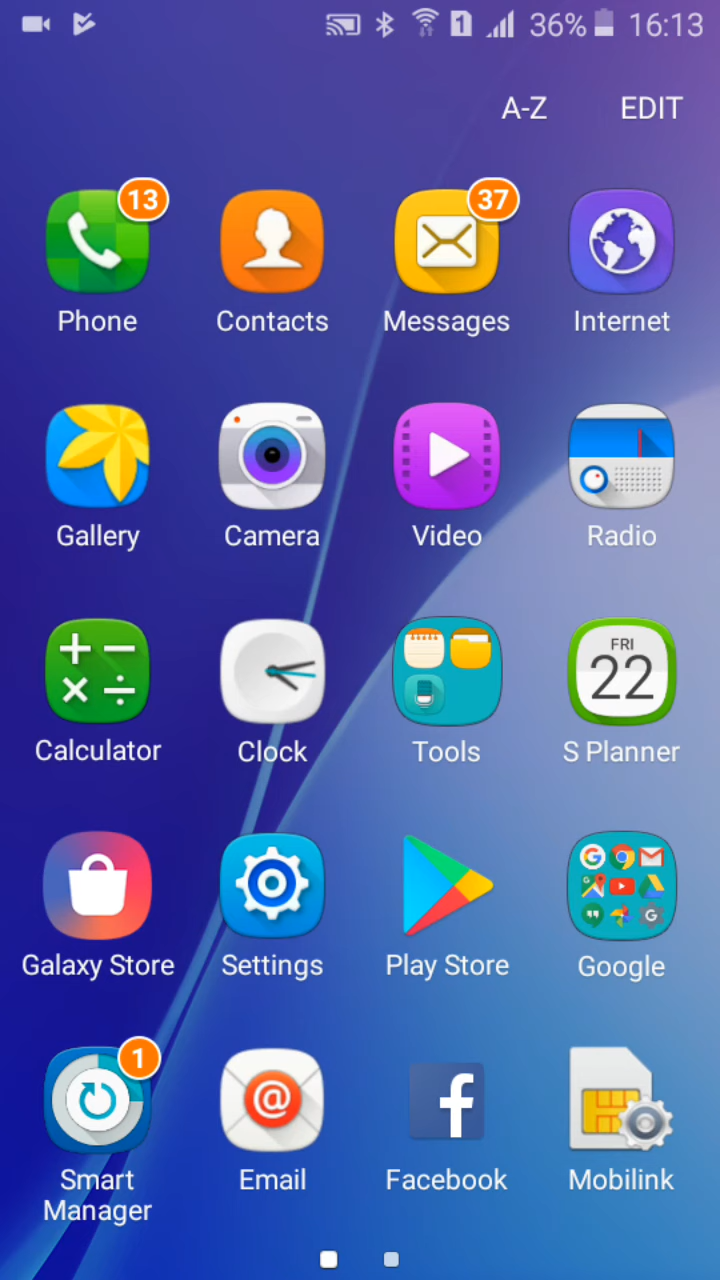 1 36% 16:13
A-Z EDIT
13 37
Phone Contacts Messages Internet
Gallery Camera Video Radio
FRI
22
Calculator Clock Tools S Planner
Galaxy Store Settings Play Store Google
1
Smart Manager Email Facebook Mobilink